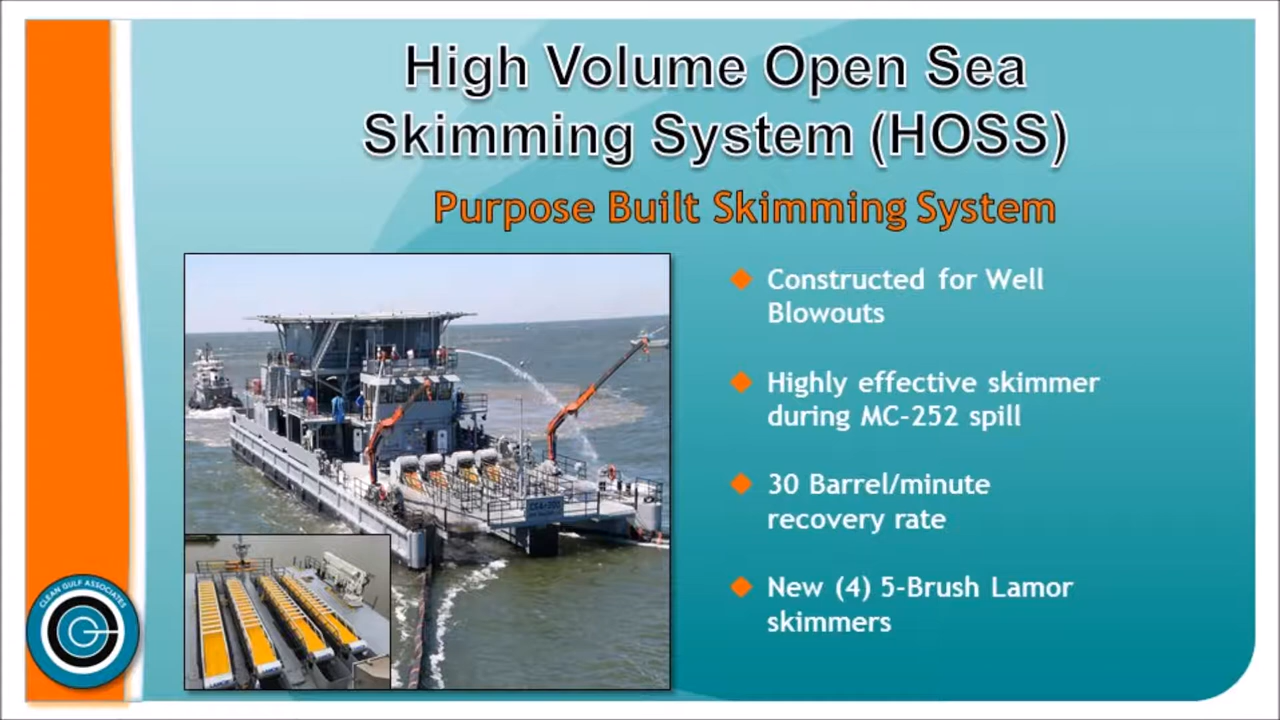 High Volume Open Sea
Skimming System (HOSS)
Purpose Built Skimming System
Constructed for Well
Blowouts
Highly effective skimmer
during MC-252 spill
30 Barrel/minute
recovery rate
New (4) 5-Brush Lamor
skimmers
CLEAN GULF ASSOCIATES